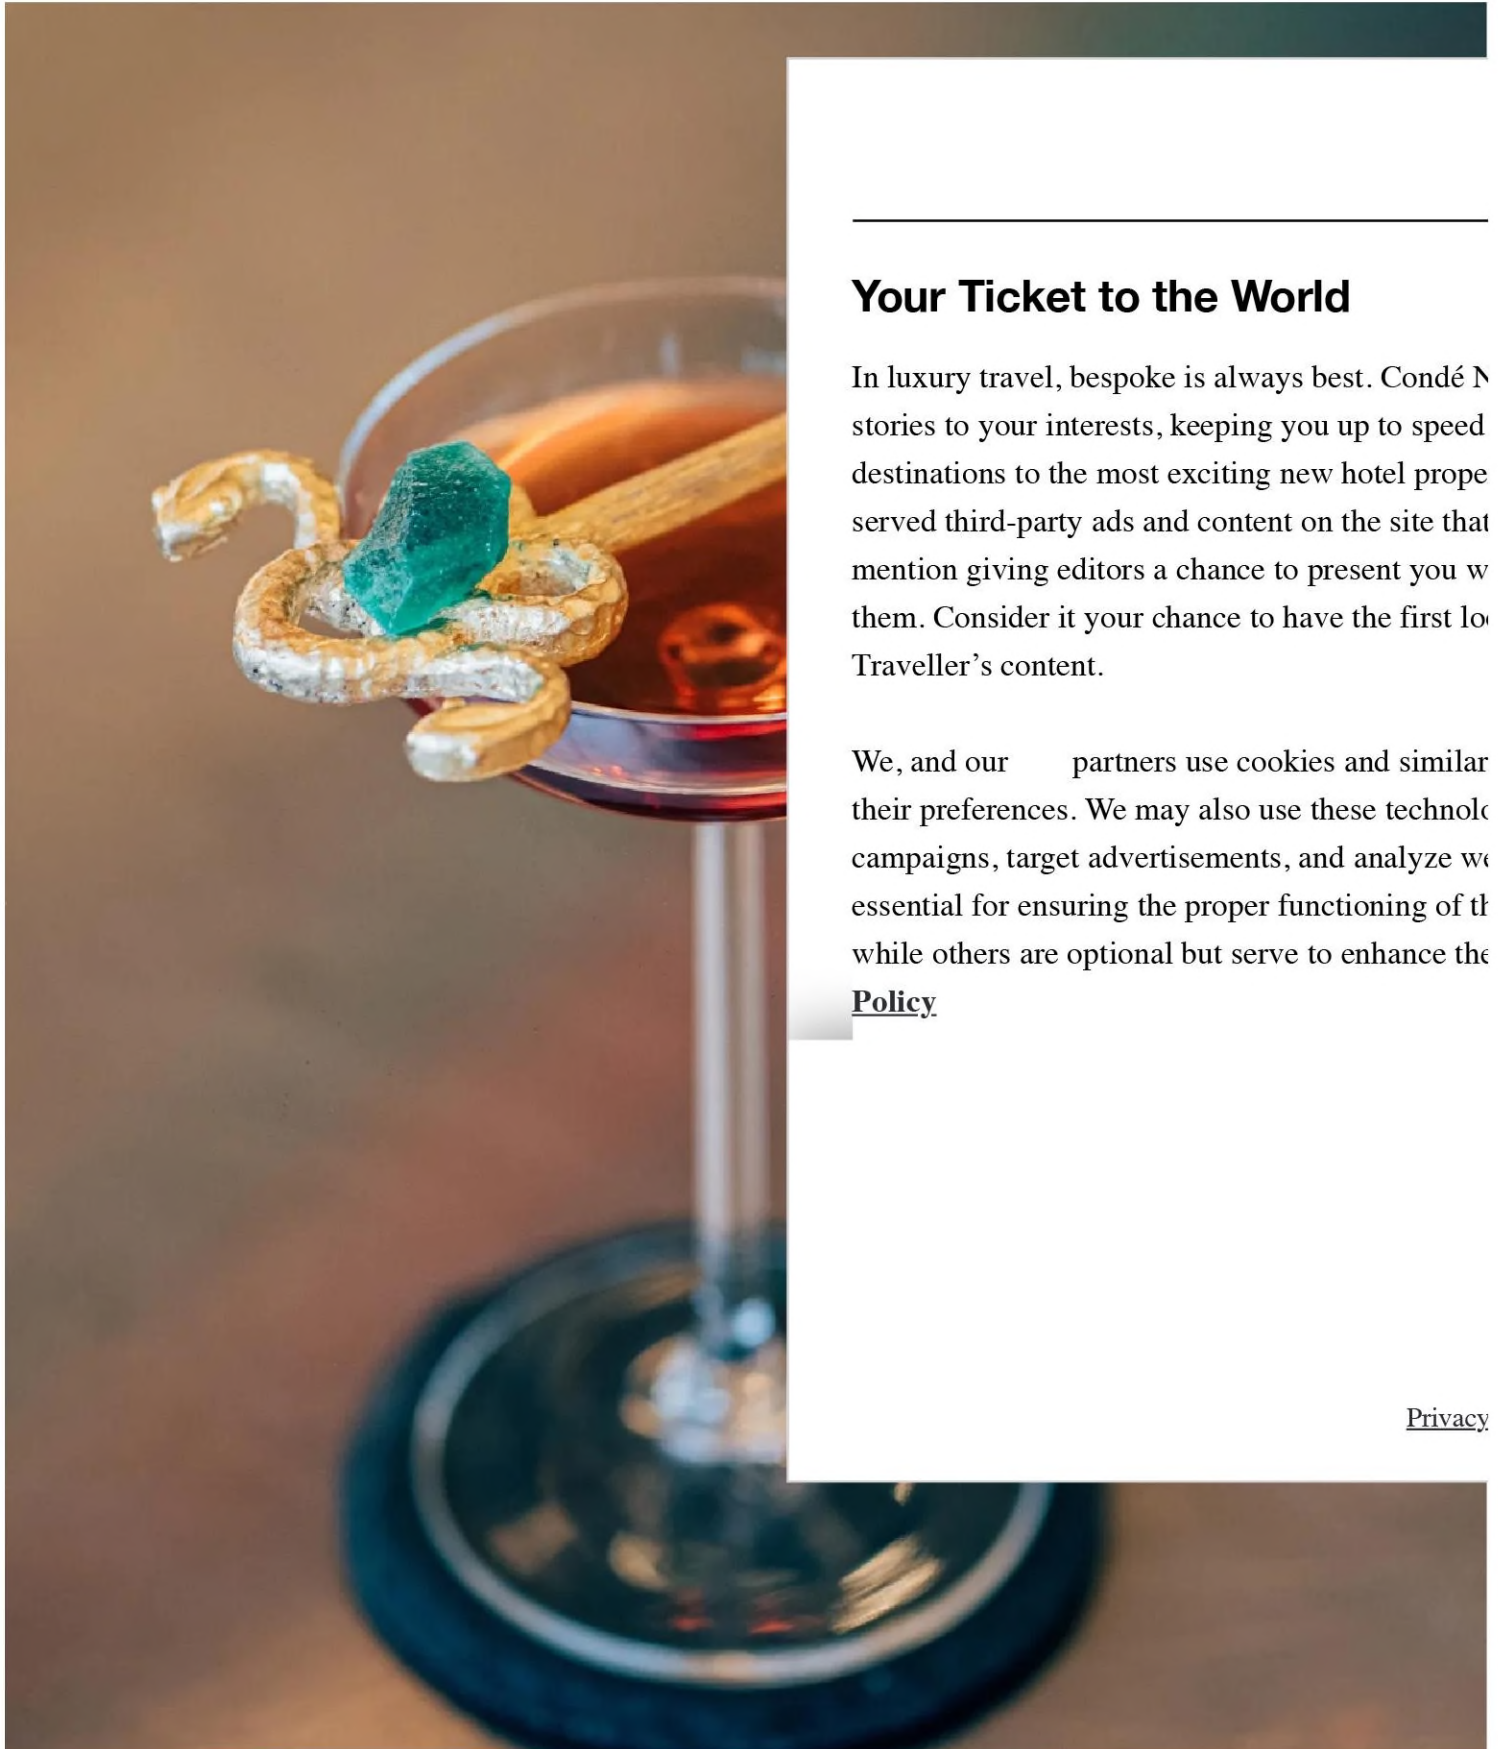 Your Ticket to the World
In luxury travel, bespoke is always best. Condé
stories to your interests, keeping you up to speed
destinations to the most exciting new hotel
served third-party ads and content on the site that
mention giving editors a chance to present you
them. Consider it your chance to have the first
Traveller’s content.
We, and our partners use cookies and similar
their preferences. We may also use these
campaigns, target advertisements, and analyze
essential for ensuring the proper functioning of
while others are optional but serve to enhance the
Policy
Privacy